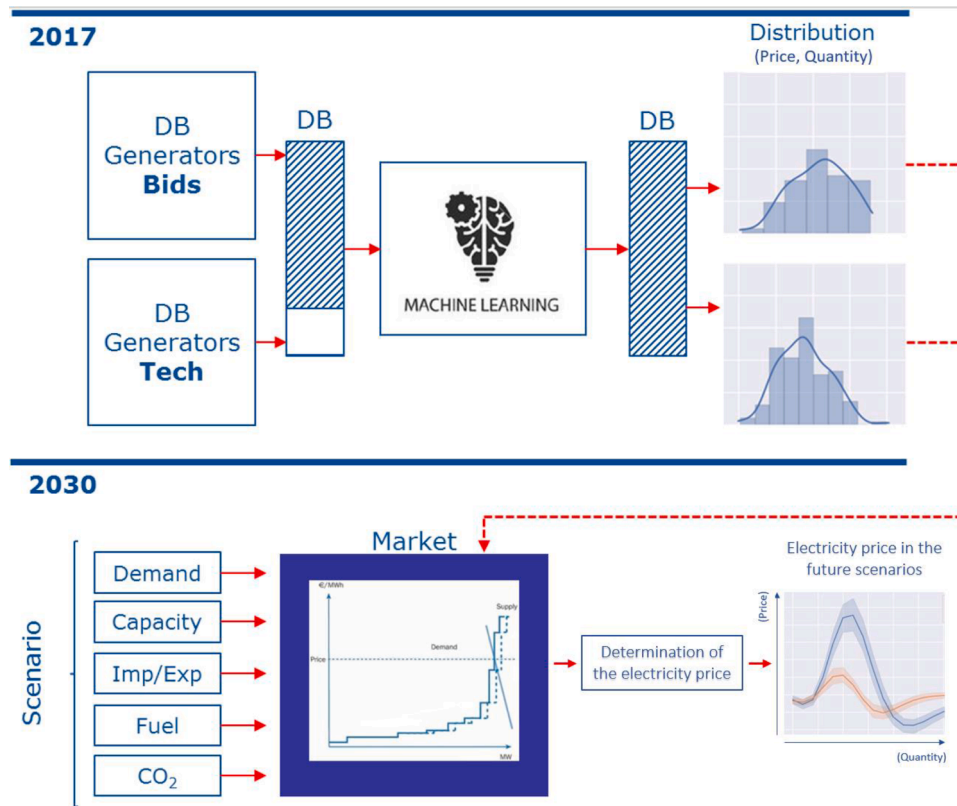 2017
Distribution
(Price, Quantity)
DB
Generators
Bids
DB
DB
MACHINE LEARNING
DB
Generators
Tech
2030
Scenario
Demand
Capacity
Imp/Exp
Fuel
CO₂
Market
€/MWh
Supply
Demand
Price
MW
Determination of
the electricity price
Electricity price in the
future scenarios
(Price)
(Quantity)